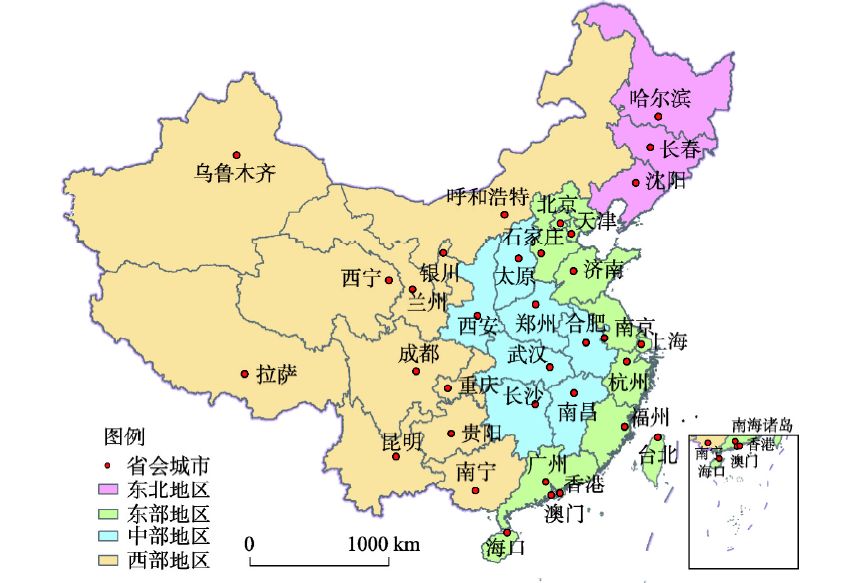 哈尔滨
长春
沈阳
乌鲁木齐
呼和浩特
北京
天津
石家庄
银川
太原
济南
西宁
兰州
西安
郑州
合肥
南京
上海
成都
武汉
杭州
拉萨
重庆
长沙
南昌
贵阳
福州
昆明
台北
南宁
广州
香港
澳门
海口
图例
省会城市
东北地区
东部地区
中部地区
西部地区
0 1000 km
南海诸岛
南宁
香港
澳门
海口